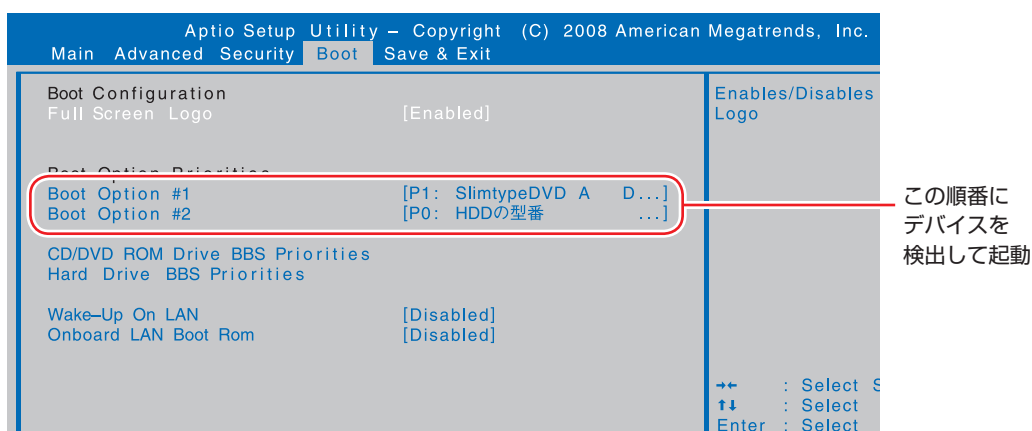 Aptio Setup Utility – Copyright (C) 2008 American Megatrends, Inc.
Main Advanced Security Boot Save & Exit
Boot Configuration
Full Screen Logo [Enabled]
Enables/Disables
Logo
Boot Option Priorities
Boot Option #1 [P1: SlimtypeDVD A D...]
Boot Option #2 [P0: HDDの型番 ...]
CD/DVD ROM Drive BBS Priorities
Hard Drive BBS Priorities
Wake–Up On LAN [Disabled]
Onboard LAN Boot Rom [Disabled]
→← : Select S
↑↓ : Select
Enter : Select
この順番に
デバイスを
検出して起動